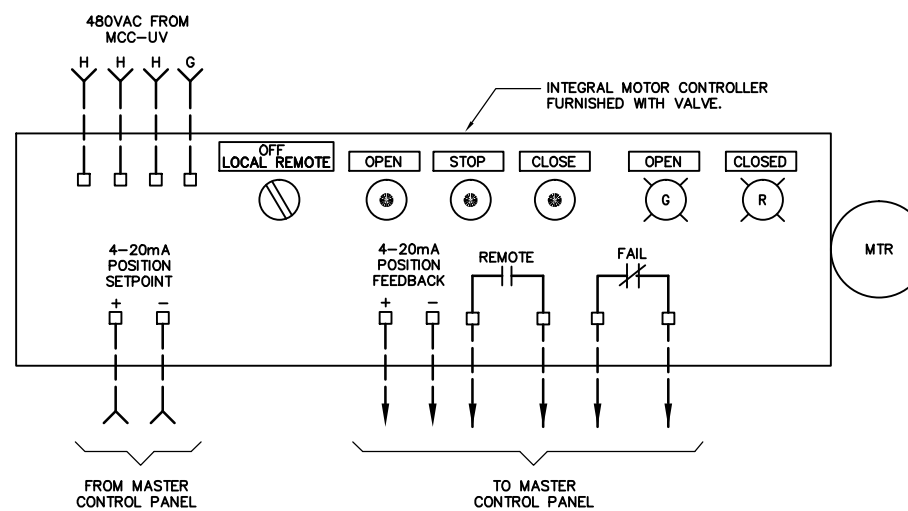 480VAC FROM
MCC-UV
H H H G
INTEGRAL MOTOR CONTROLLER
FURNISHED WITH VALVE.
OFF
LOCAL REMOTE
OPEN
STOP
CLOSE
OPEN
CLOSED
G
R
MTR
4-20mA
POSITION
SETPOINT
+ -
4-20mA
POSITION
FEEDBACK
+ -
REMOTE
FAIL
FROM MASTER
CONTROL PANEL
TO MASTER
CONTROL PANEL